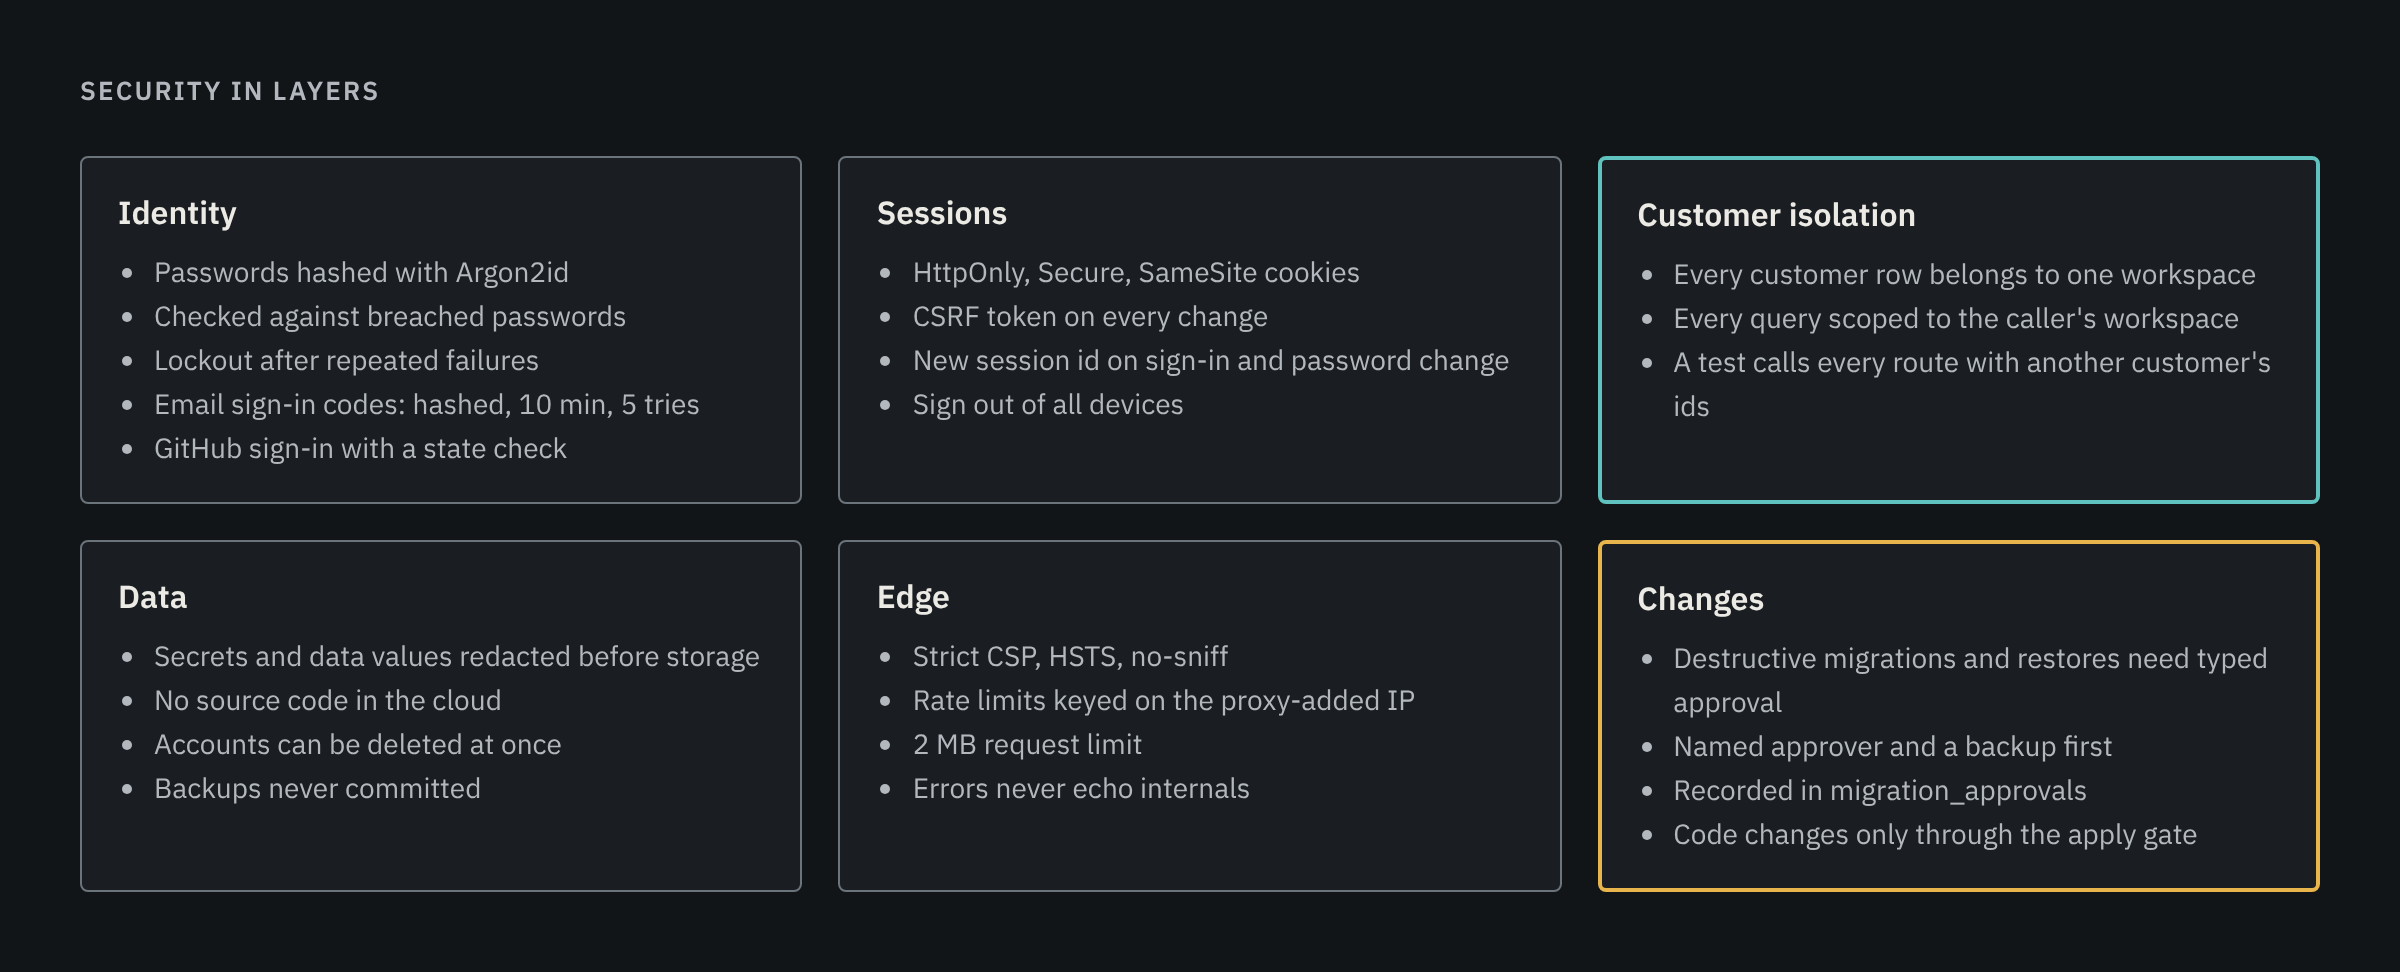 SECURITY IN LAYERS
Identity
Passwords hashed with Argon2id
Checked against breached passwords
Lockout after repeated failures
Email sign-in codes: hashed, 10 min, 5 tries
GitHub sign-in with a state check
Sessions
HttpOnly, Secure, SameSite cookies
CSRF token on every change
New session id on sign-in and password change
Sign out of all devices
Customer isolation
Every customer row belongs to one workspace
Every query scoped to the caller's workspace
A test calls every route with another customer's
ids
Data
Secrets and data values redacted before storage
No source code in the cloud
Accounts can be deleted at once
Backups never committed
Edge
Strict CSP, HSTS, no-sniff
Rate limits keyed on the proxy-added IP
2 MB request limit
Errors never echo internals
Changes
Destructive migrations and restores need typed
approval
Named approver and a backup first
Recorded in migration_approvals
Code changes only through the apply gate